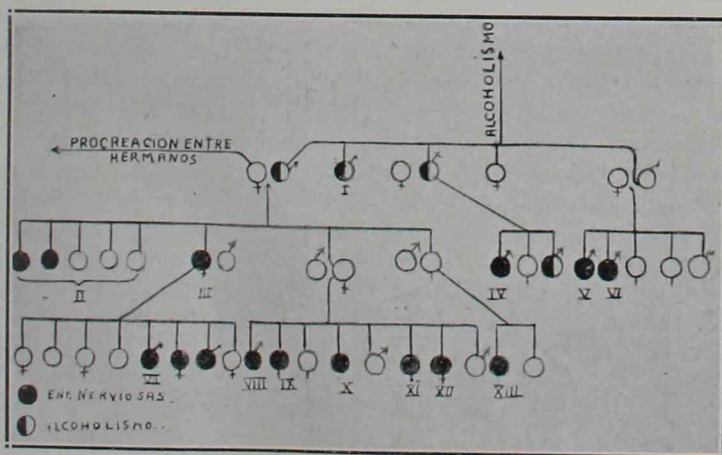 ALCOHOLISMO
PROCREACION ENTRE
HERMANOS
I
II
III
IV
V
VI
VII
VIII
IX
X
XI
XII
XIII
ENF. NERVIOSAS.
ALCOHOLISMO..